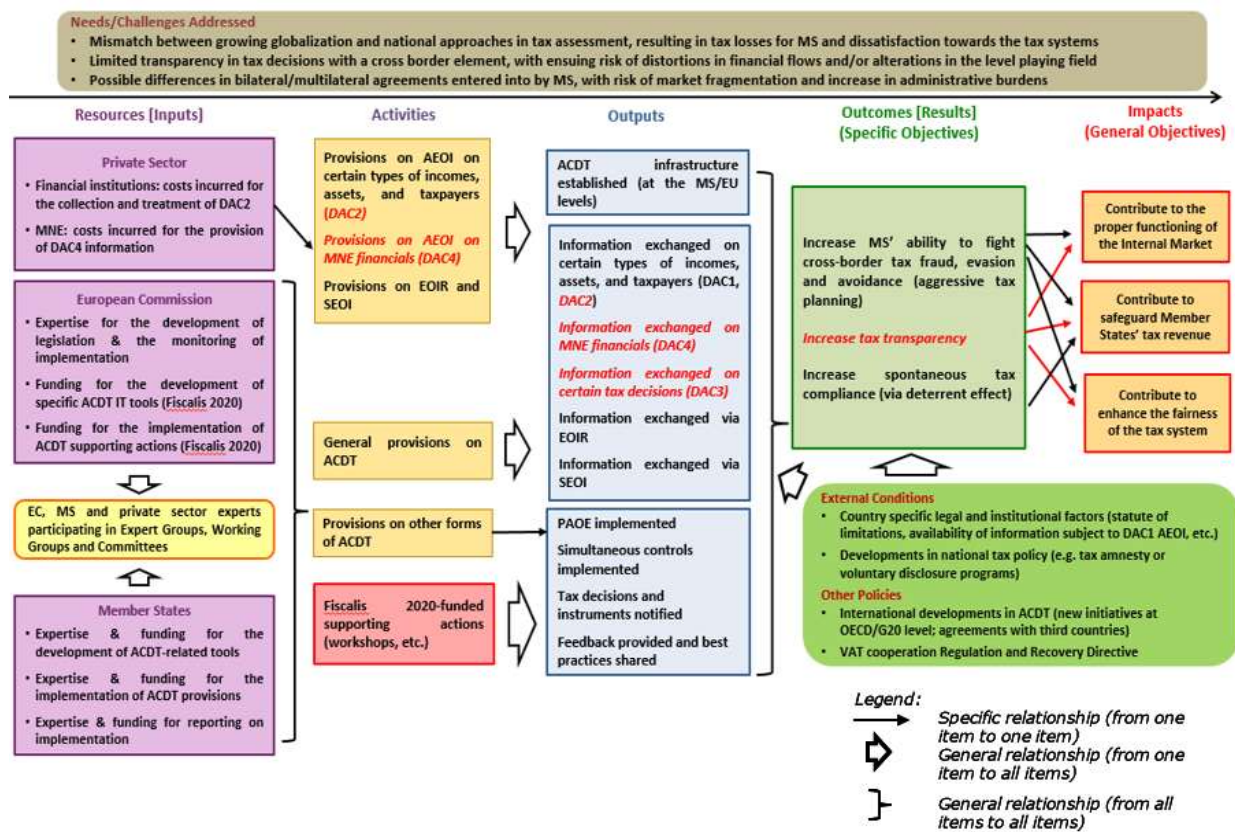 Needs/Challenges Addressed
• Mismatch between growing globalization and national approaches in tax assessment, resulting in tax losses for MS and dissatisfaction towards the tax systems
• Limited transparency in tax decisions with a cross border element, with ensuing risk of distortions in financial flows and/or alterations in the level playing field
• Possible differences in bilateral/multilateral agreements entered into by MS, with risk of market fragmentation and increase in administrative burdens
Resources [Inputs]
Private Sector
• Financial institutions: costs incurred for
the collection and treatment of DAC2
• MNE: costs incurred for the provision
of DAC4 information
European Commission
• Expertise for the development of
legislation & the monitoring of
implementation
• Funding for the development of
specific ACDT IT tools (Fiscalis 2020)
• Funding for the implementation of
ACDT supporting actions (Fiscalis 2020)
EC, MS and private sector experts
participating in Expert Groups, Working
Groups and Committees
Member States
• Expertise & funding for the
development of ACDT-related tools
• Expertise & funding for the
implementation of ACDT provisions
• Expertise & funding for reporting on
implementation
Activities
Provisions on AEOI on
certain types of incomes,
assets, and taxpayers
(DAC2)
Provisions on AEOI on
MNE financials (DAC4)
Provisions on EOIR and
SEOI
General provisions on
ACDT
Provisions on other forms
of ACDT
Fiscalis 2020-funded
supporting actions
(workshops, etc.)
Outputs
ACDT infrastructure
established (at the MS/EU
levels)
Information exchanged on
certain types of incomes,
assets, and taxpayers (DAC1,
DAC2)
Information exchanged on
MNE financials (DAC4)
Information exchanged on
certain tax decisions (DAC3)
Information exchanged via
EOIR
Information exchanged via
SEOI
PAOE implemented
Simultaneous controls
implemented
Tax decisions and
instruments notified
Feedback provided and best
practices shared
Outcomes [Results]
(Specific Objectives)
Increase MS’ ability to fight
cross-border tax fraud, evasion
and avoidance (aggressive tax
planning)
Increase tax transparency
Increase spontaneous tax
compliance (via deterrent effect)
Impacts
(General Objectives)
Contribute to the
proper functioning of
the Internal Market
Contribute to
safeguard Member
States’ tax revenue
Contribute to
enhance the fairness
of the tax system
External Conditions
• Country specific legal and institutional factors (statute of
limitations, availability of information subject to DAC1 AEOI, etc.)
• Developments in national tax policy (e.g. tax amnesty or
voluntary disclosure programs)
Other Policies
• International developments in ACDT (new initiatives at
OECD/G20 level; agreements with third countries)
• VAT cooperation Regulation and Recovery Directive
Legend:
Specific relationship (from one
item to one item)
General relationship (from one
item to all items)
General relationship (from all
items to all items)